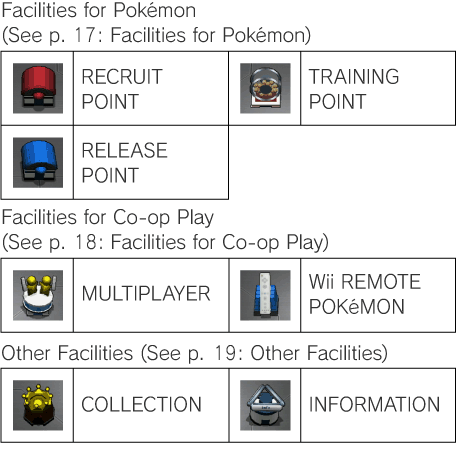 Facilities for Pokémon
(See p. 17: Facilities for Pokémon)
RECRUIT
POINT
TRAINING
POINT
RELEASE
POINT
Facilities for Co-op Play
(See p. 18: Facilities for Co-op Play)
MULTIPLAYER
Wii REMOTE
POKéMON
Other Facilities (See p. 19: Other Facilities)
COLLECTION
INFORMATION